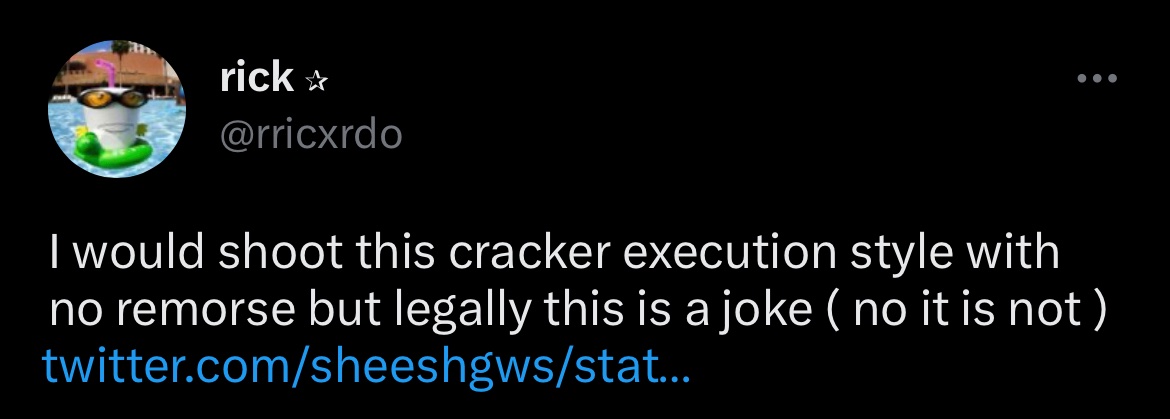 rick ✰
@rricxrdo
I would shoot this cracker execution style with
no remorse but legally this is a joke ( no it is not )
twitter.com/sheeshgws/stat...